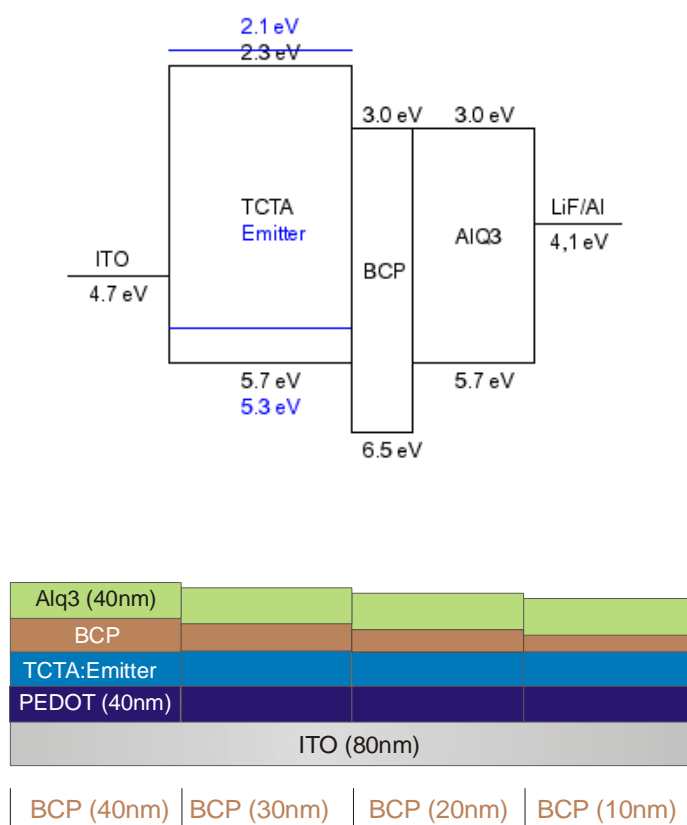 2.1 eV
2.3 eV
3.0 eV 3.0 eV
TCTA
Emitter
LiF/Al
4,1 eV
AlQ3
ITO
BCP
4.7 eV
5.7 eV
5.3 eV
5.7 eV
6.5 eV
Alq3 (40nm)
BCP
TCTA:Emitter
PEDOT (40nm)
ITO (80nm)
BCP (40nm) BCP (30nm) BCP (20nm) BCP (10nm)